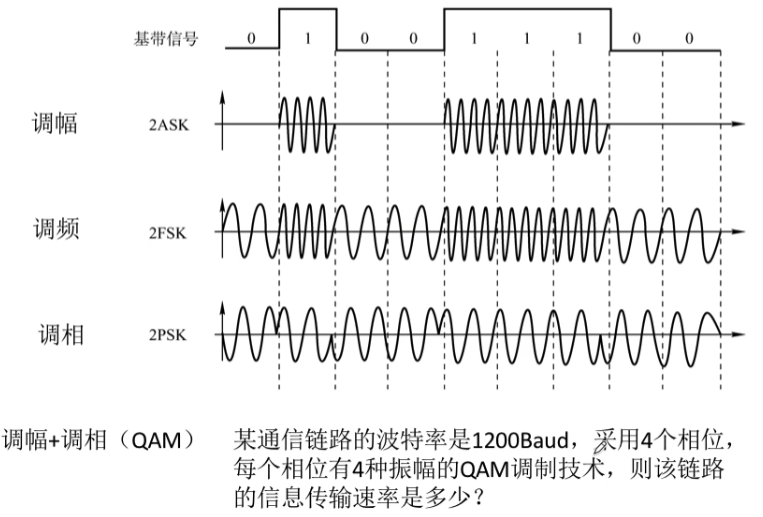 基带信号 0 1 0 0 1 1 1 0 0
调幅 2ASK
调频 2FSK
调相 2PSK
调幅+调相（QAM） 某通信链路的波特率是1200Baud，采用4个相位，
每个相位有4种振幅的QAM调制技术，则该链路
的信息传输速率是多少？